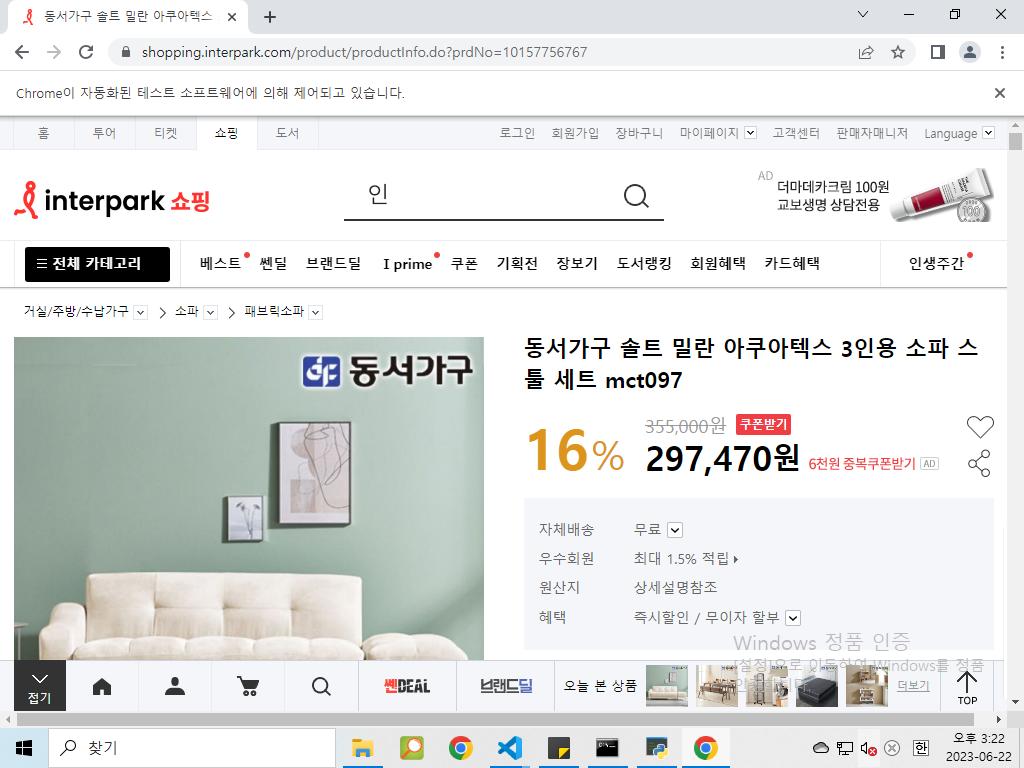 동서가구 솔트 밀란 아쿠아텍스
shopping.interpark.com/product/productInfo.do?prdNo=10157756767
Chrome이 자동화된 테스트 소프트웨어에 의해 제어되고 있습니다.
홈 투어 티켓 쇼핑 도서 로그인 회원가입 장바구니 마이페이지 고객센터 판매자매니저 Language
interpark 쇼핑
인
AD
더마데카크림 100원
교보생명 상담전용
전체 카테고리 베스트 쎈딜 브랜드딜 I prime 쿠폰 기획전 장보기 도서랭킹 회원혜택 카드혜택 인생주간
거실/주방/수납가구 소파 패브릭소파
동서가구
동서가구 솔트 밀란 아쿠아텍스 3인용 소파 스
툴 세트 mct097
16%
355,000원 쿠폰받기
297,470원 6천원 중복쿠폰받기 AD
자체배송 무료
우수회원 최대 1.5% 적립
원산지 상세설명참조
혜택 즉시할인 / 무이자 할부
Windows 정품 인증
[설정]으로 이동하여 Windows를 정품
접기 쎈DEAL 브랜드딜 오늘 본 상품 더보기 TOP
찾기
한
오후 3:22
2023-06-22